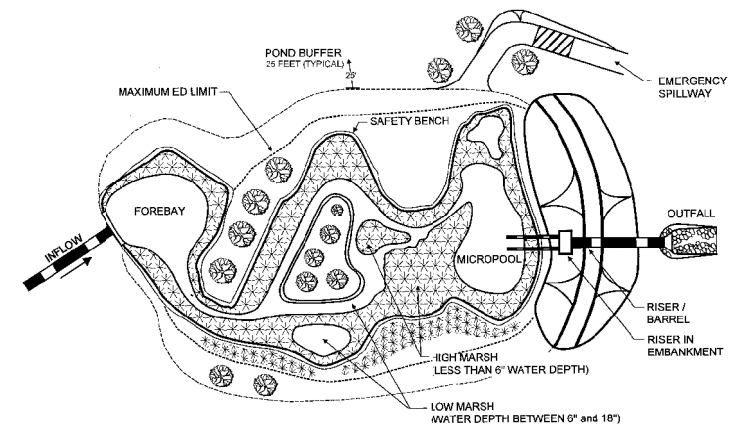 POND BUFFER
25 FEET (TYPICAL)
25'
EMERGENCY
SPILLWAY
MAXIMUM ED LIMIT
SAFETY BENCH
FOREBAY
OUTFALL
INFLOW
MICROPOOL
RISER /
BARREL
RISER IN
EMBANKMENT
HIGH MARSH
(LESS THAN 6" WATER DEPTH)
LOW MARSH
(WATER DEPTH BETWEEN 6" and 18")